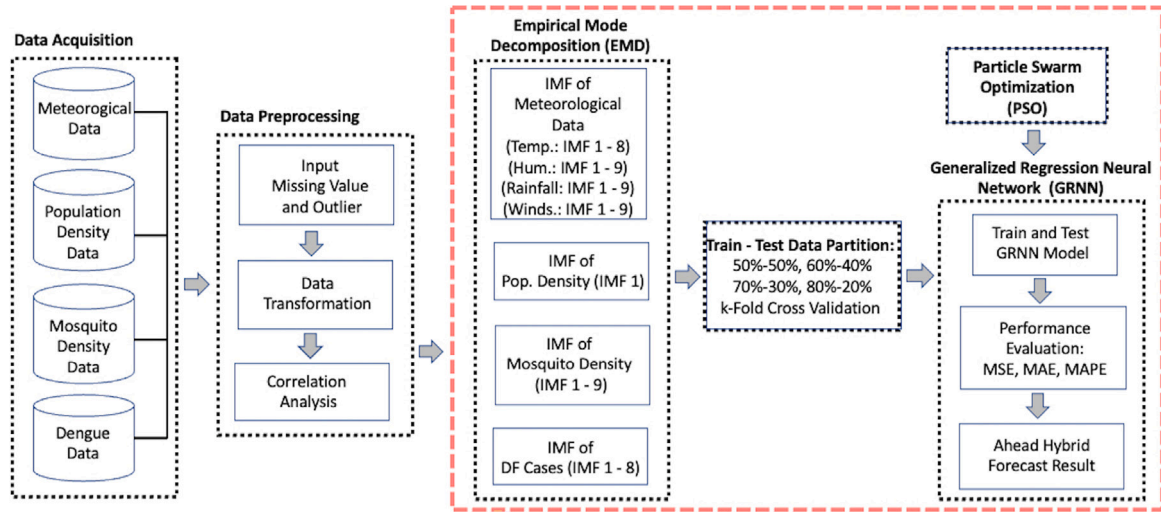 Data Acquisition
Meteorogical
Data
Population
Density
Data
Mosquito
Density
Data
Dengue
Data
Data Preprocessing
Input
Missing Value
and Outlier
Data
Transformation
Correlation
Analysis
Empirical Mode
Decomposition (EMD)
IMF of
Meteorological
Data
(Temp.: IMF 1 - 8)
(Hum.: IMF 1 - 9)
(Rainfall: IMF 1 - 9)
(Winds.: IMF 1 - 9)
IMF of
Pop. Density (IMF 1)
IMF of
Mosquito Density
(IMF 1 - 9)
IMF of
DF Cases (IMF 1 - 8)
Train - Test Data Partition:
50%-50%, 60%-40%
70%-30%, 80%-20%
k-Fold Cross Validation
Particle Swarm
Optimization
(PSO)
Generalized Regression Neural
Network (GRNN)
Train and Test
GRNN Model
Performance
Evaluation:
MSE, MAE, MAPE
Ahead Hybrid
Forecast Result